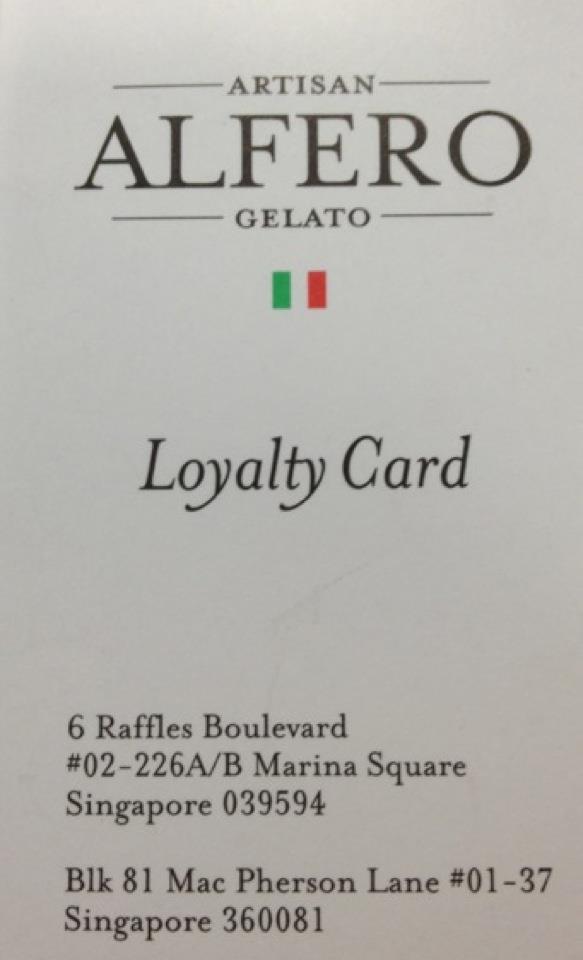 ARTISAN
ALFERO
GELATO
Loyalty Card
6 Raffles Boulevard
#02-226A/B Marina Square
Singapore 039594
Blk 81 Mac Pherson Lane #01-37
Singapore 360081